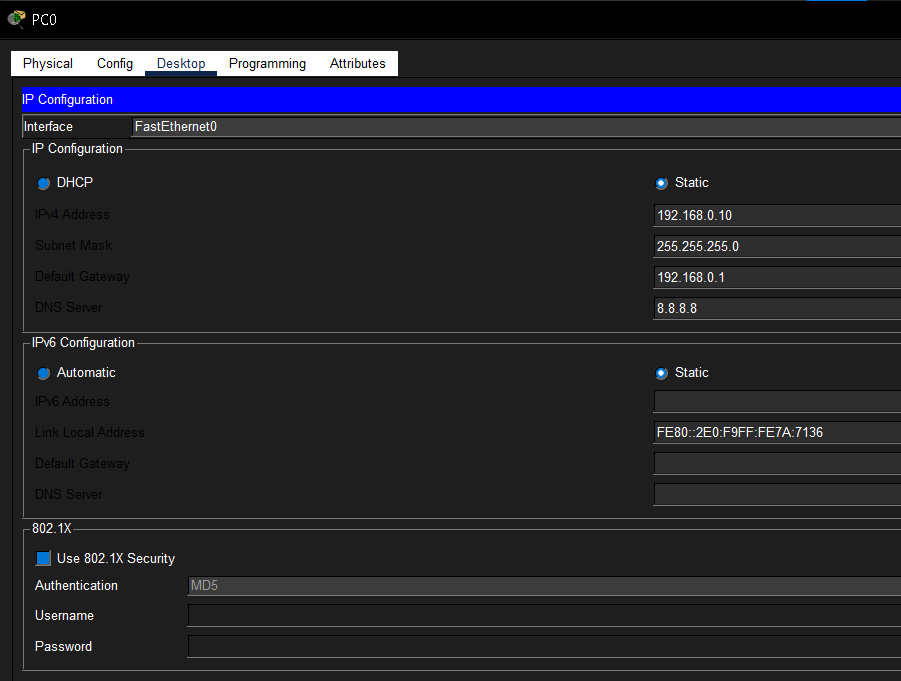 PC0
Physical Config Desktop Programming Attributes
IP Configuration
Interface FastEthernet0
IP Configuration
DHCP Static
IPv4 Address 192.168.0.10
Subnet Mask 255.255.255.0
Default Gateway 192.168.0.1
DNS Server 8.8.8.8
IPv6 Configuration
Automatic Static
IPv6 Address
Link Local Address FE80::2E0:F9FF:FE7A:7136
Default Gateway
DNS Server
802.1X
Use 802.1X Security
Authentication MD5
Username
Password